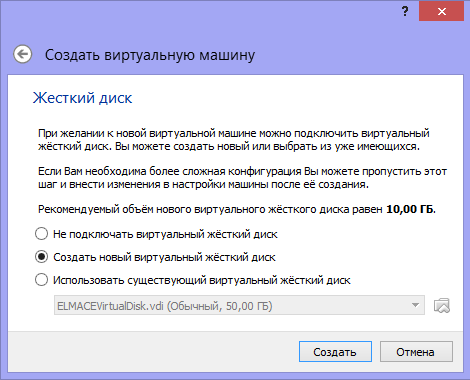 ?
Создать виртуальную машину
Жесткий диск
При желании к новой виртуальной машине можно подключить виртуальный
жёсткий диск. Вы можете создать новый или выбрать из уже имеющихся.
Если Вам необходима более сложная конфигурация Вы можете пропустить этот
шаг и внести изменения в настройки машины после её создания.
Рекомендуемый объём нового виртуального жёсткого диска равен 10,00 ГБ.
Не подключать виртуальный жёсткий диск
Создать новый виртуальный жёсткий диск
Использовать существующий виртуальный жёсткий диск
ELMACEVirtualDisk.vdi (Обычный, 50,00 ГБ)
Создать
Отмена